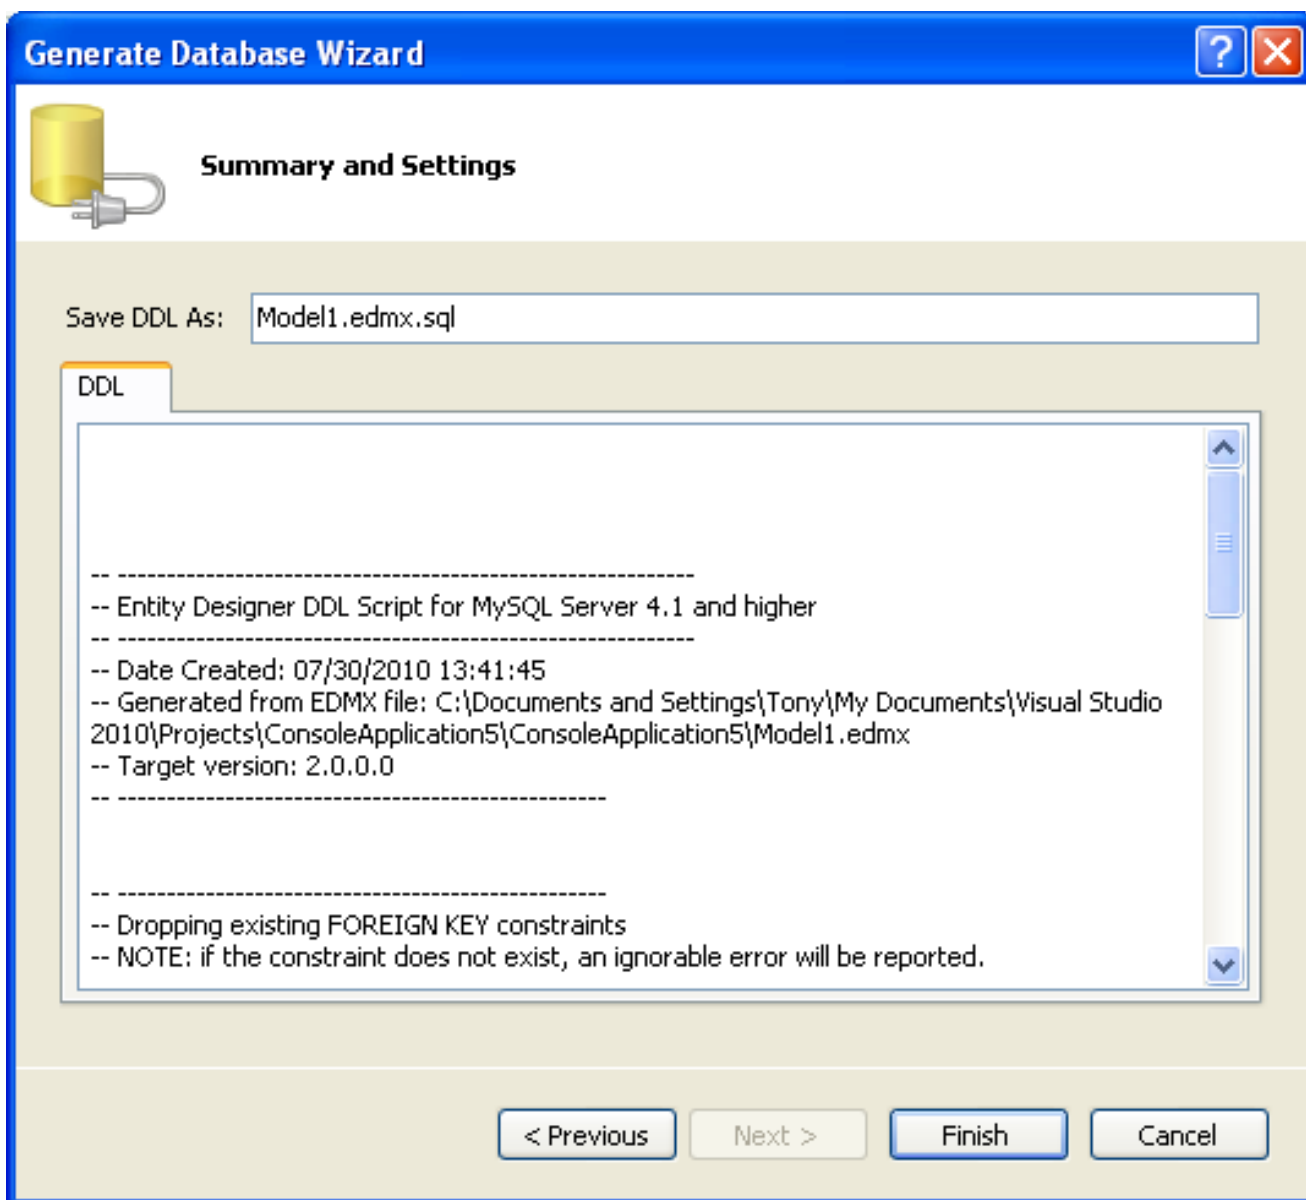 Generate Database Wizard
?
Summary and Settings
Save DDL As: Model1.edmx.sql
DDL
-- -----------------------------------------------------------
-- Entity Designer DDL Script for MySQL Server 4.1 and higher
-- -----------------------------------------------------------
-- Date Created: 07/30/2010 13:41:45
-- Generated from EDMX file: C:\Documents and Settings\Tony\My Documents\Visual Studio
2010\Projects\ConsoleApplication5\ConsoleApplication5\Model1.edmx
-- Target version: 2.0.0.0
-- --------------------------------------------------
-- --------------------------------------------------
-- Dropping existing FOREIGN KEY constraints
-- NOTE: if the constraint does not exist, an ignorable error will be reported.
< Previous Next > Finish Cancel